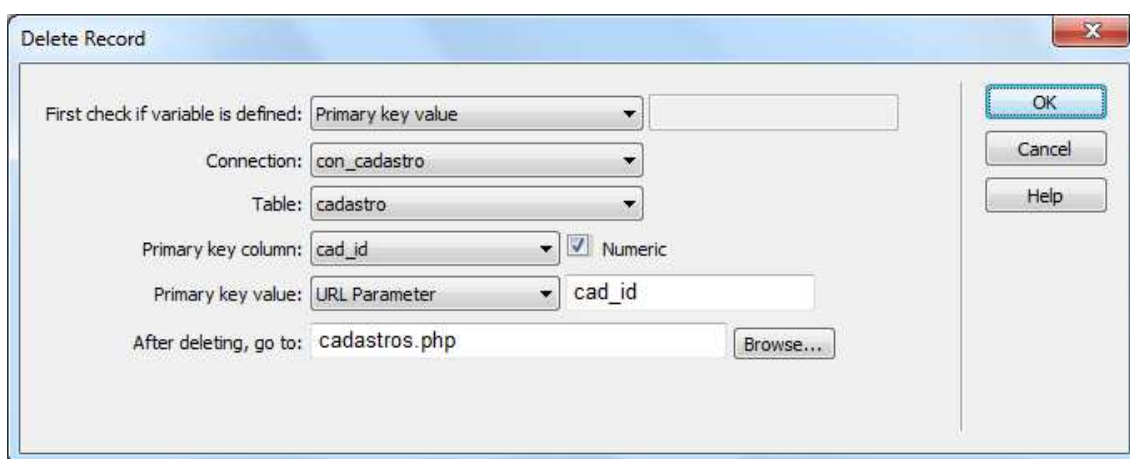 Delete Record
First check if variable is defined: Primary key value
OK
Connection: con_cadastro
Cancel
Table: cadastro
Help
Primary key column: cad_id Numeric
Primary key value: URL Parameter cad_id
After deleting, go to: cadastros.php Browse...